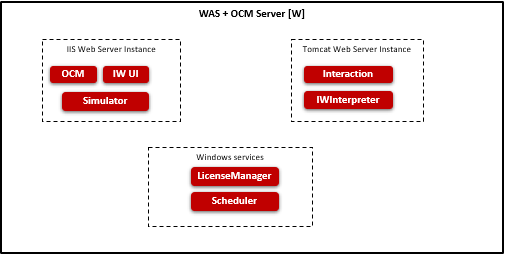 WAS + OCM Server [W]
IIS Web Server Instance
OCM
IW UI
Simulator
Tomcat Web Server Instance
Interaction
IWInterpreter
Windows services
LicenseManager
Scheduler